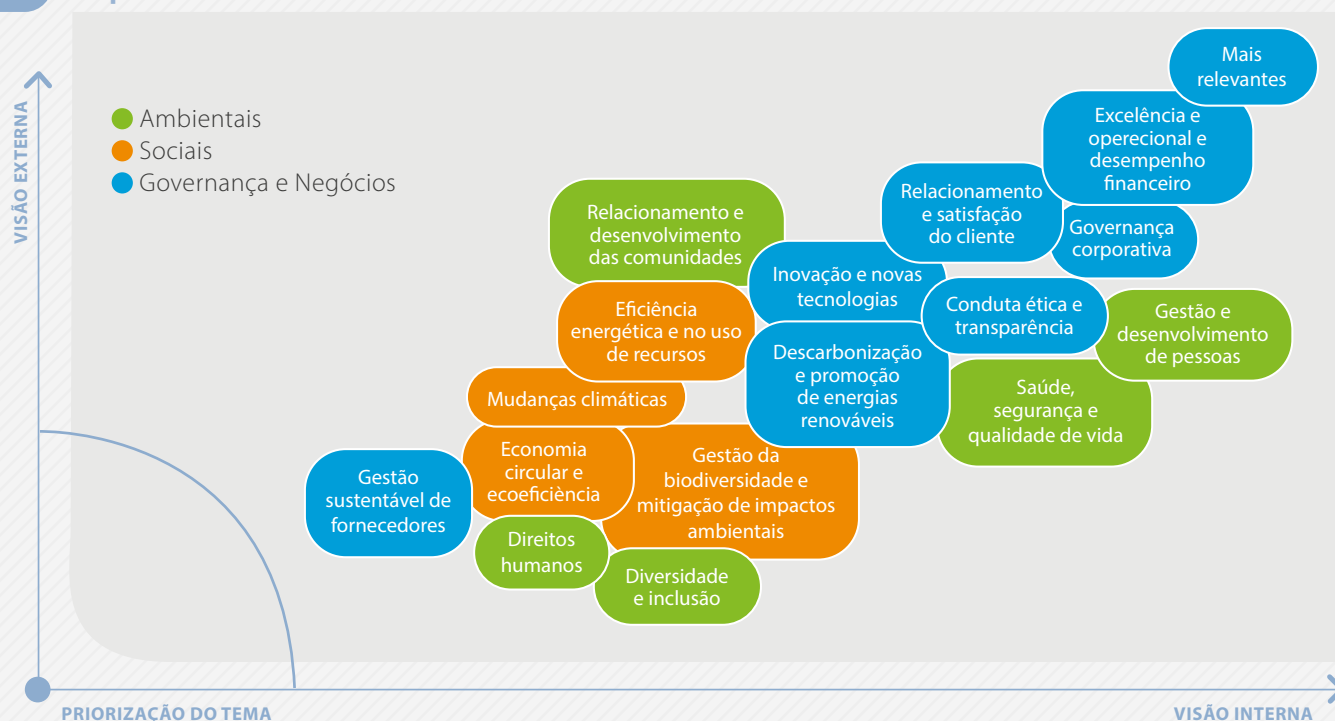 VISÃO EXTERNA
Ambientais
Sociais
Governança e Negócios
Mais
relevantes
Excelência e
operecional e
desempenho
financeiro
Relacionamento
e satisfação
do cliente
Governança
corporativa
Relacionamento e
desenvolvimento
das comunidades
Inovação e novas
tecnologias
Conduta ética e
transparência
Gestão e
desenvolvimento
de pessoas
Eficiência
energética e no uso
de recursos
Descarbonização
e promoção
de energias
renováveis
Saúde,
segurança e
qualidade de vida
Mudanças climáticas
Economia
circular e
ecoeficiència
Gestão da
biodiversidade e
mitigação de impactos
ambientais
Gestão
sustentável de
fornecedores
Direitos
humanos
Diversidade
e inclusão
PRIORIZAÇÃO DO TEMA
VISÃO INTERNA